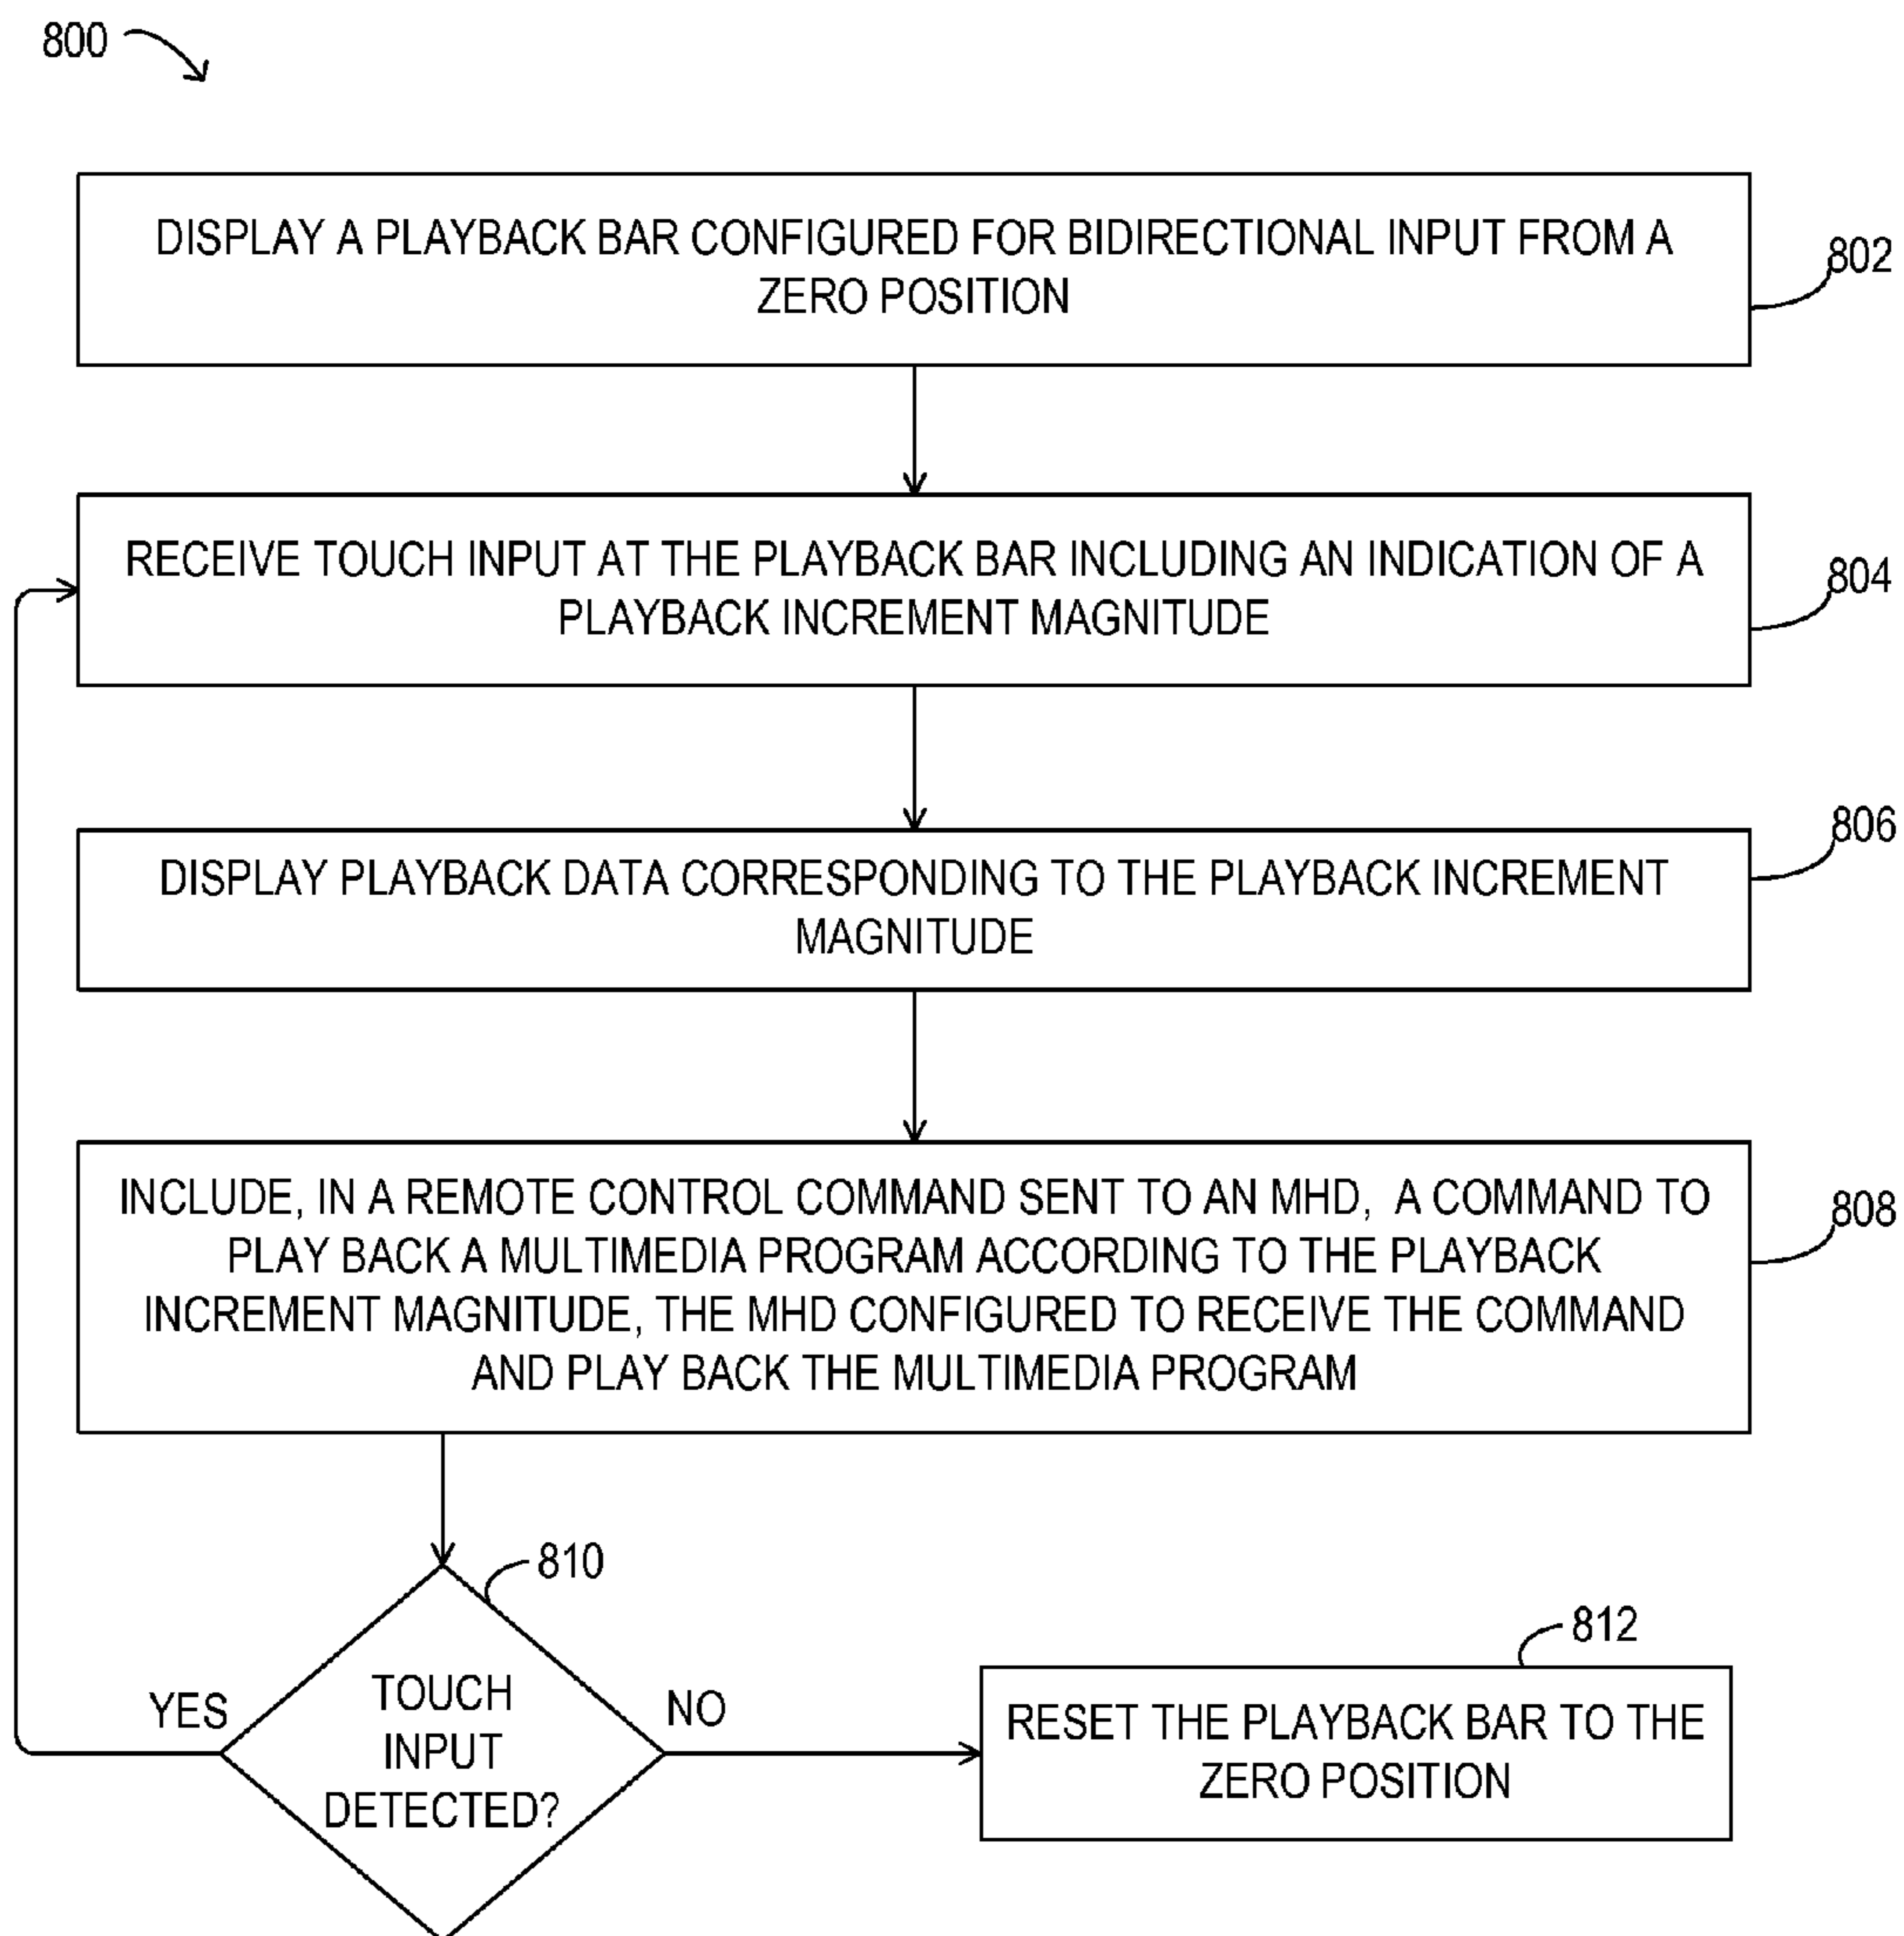 800
DISPLAY A PLAYBACK BAR CONFIGURED FOR BIDIRECTIONAL INPUT FROM A
ZERO POSITION
802
RECEIVE TOUCH INPUT AT THE PLAYBACK BAR INCLUDING AN INDICATION OF A
PLAYBACK INCREMENT MAGNITUDE
804
DISPLAY PLAYBACK DATA CORRESPONDING TO THE PLAYBACK INCREMENT
MAGNITUDE
806
INCLUDE, IN A REMOTE CONTROL COMMAND SENT TO AN MHD, A COMMAND TO
PLAY BACK A MULTIMEDIA PROGRAM ACCORDING TO THE PLAYBACK
INCREMENT MAGNITUDE, THE MHD CONFIGURED TO RECEIVE THE COMMAND
AND PLAY BACK THE MULTIMEDIA PROGRAM
808
810
TOUCH
INPUT
DETECTED?
YES
NO
812
RESET THE PLAYBACK BAR TO THE
ZERO POSITION